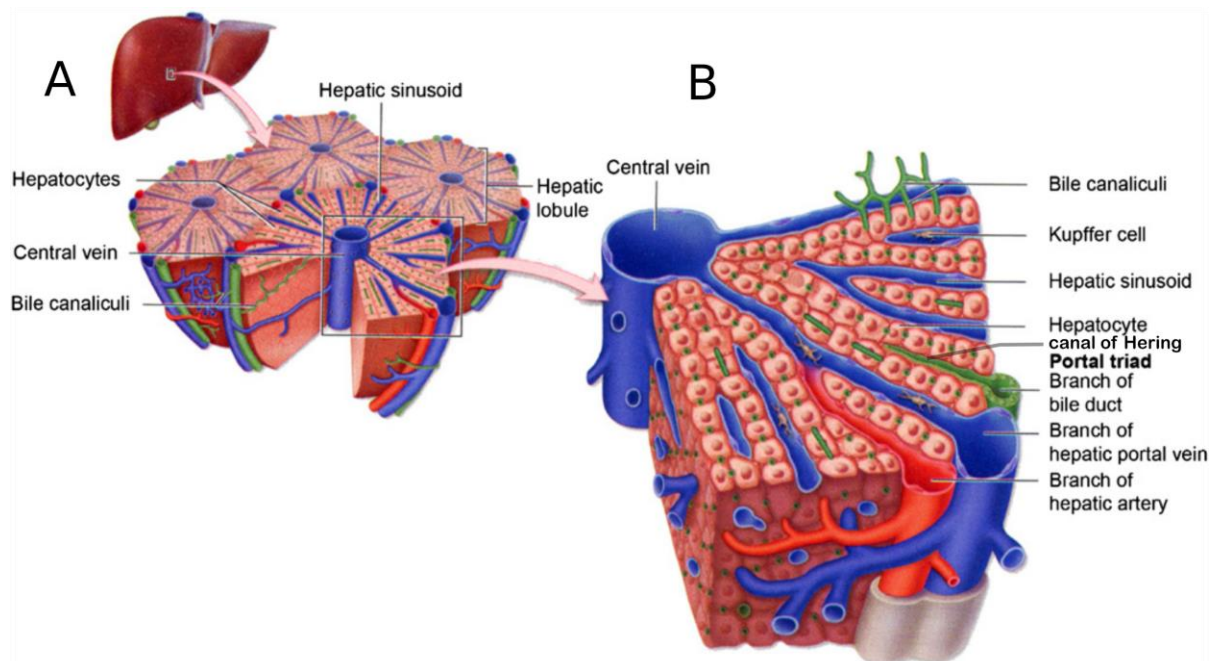 A
Hepatic sinusoid
Hepatocytes
Hepatic
lobule
Central vein
Bile canaliculi
B
Central vein
Bile canaliculi
Kupffer cell
Hepatic sinusoid
Hepatocyte
canal of Hering
Portal triad
Branch of
bile duct
Branch of
hepatic portal vein
Branch of
hepatic artery